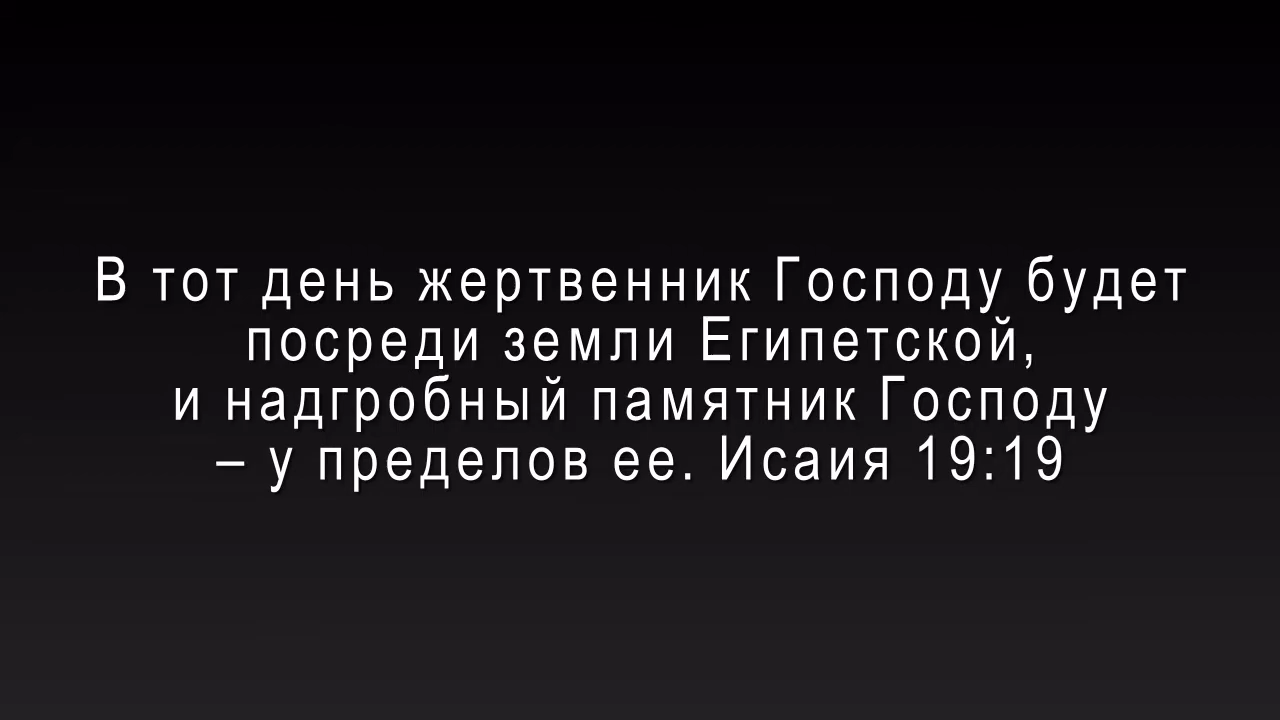 В тот день жертвенник Господу будет
посреди земли Египетской,
и надгробный памятник Господу
– у пределов ее. Исаия 19:19